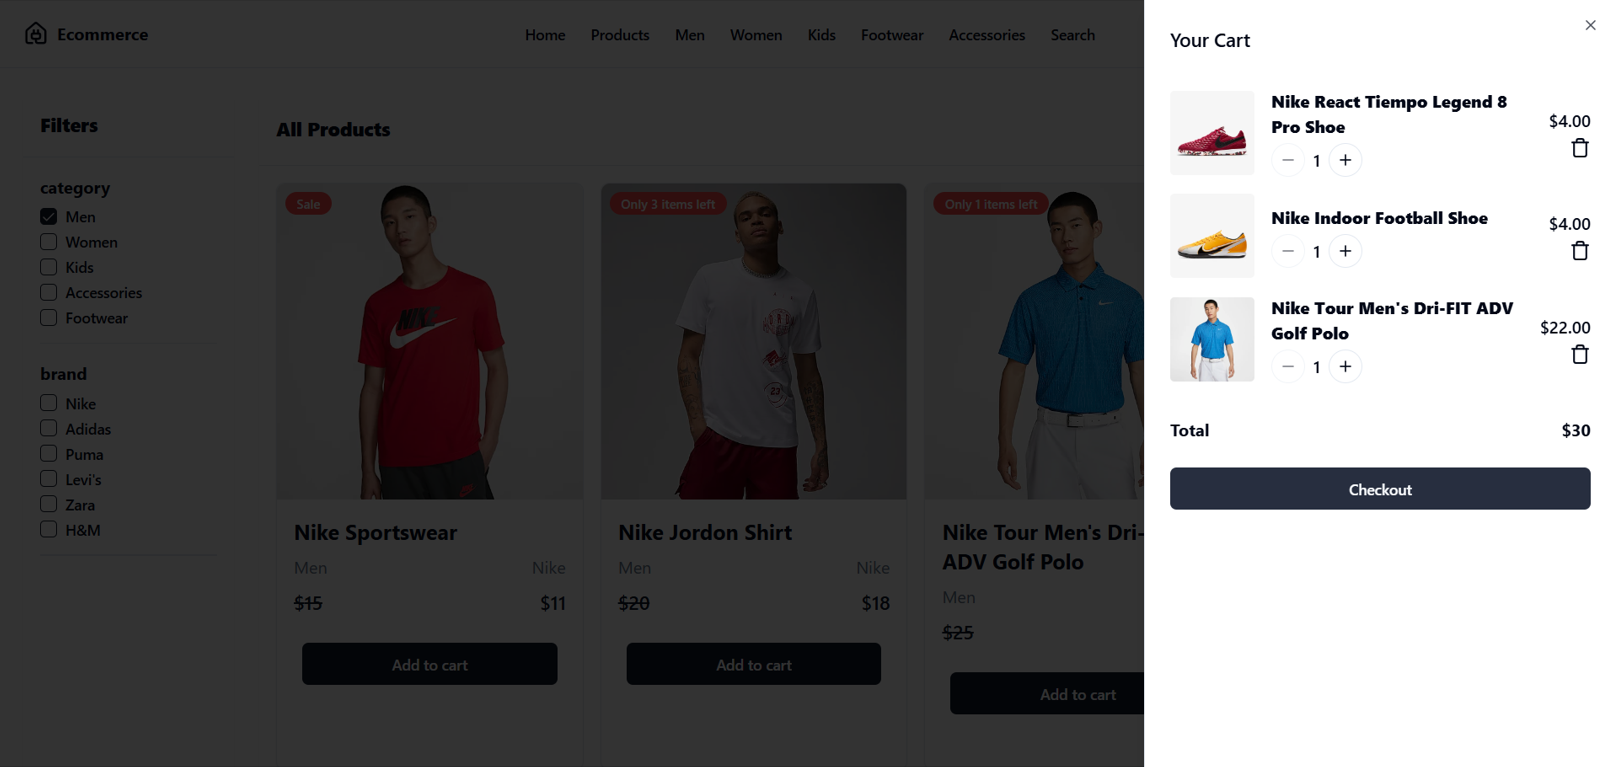 Ecommerce
Home Products Men Women Kids Footwear Accessories Search
Filters
category
Men
Women
Kids
Accessories
Footwear
brand
Nike
Adidas
Puma
Levi's
Zara
H&M
All Products
Sale
NIKE
Nike Sportswear
Men Nike
$15 $11
Add to cart
Only 3 items left
23
Nike Jordon Shirt
Men Nike
$20 $18
Add to cart
Only 1 items left
Nike Tour Men's Dri-
ADV Golf Polo
Men
$25
Add to cart
Your Cart
Nike React Tiempo Legend 8
Pro Shoe
$4.00
1
Nike Indoor Football Shoe
$4.00
1
Nike Tour Men's Dri-FIT ADV
Golf Polo
$22.00
1
Total $30
Checkout